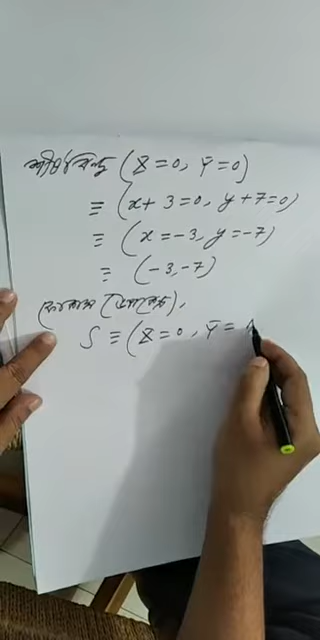 শীর্ষবিন্দু (X=0, Y=0)
≡ (x+3=0, y+7=0)
≡ (x=-3, y=-7)
≡ (-3,-7)
ফোকাস (উপকেন্দ্র),
S ≡ (X=0, Y=